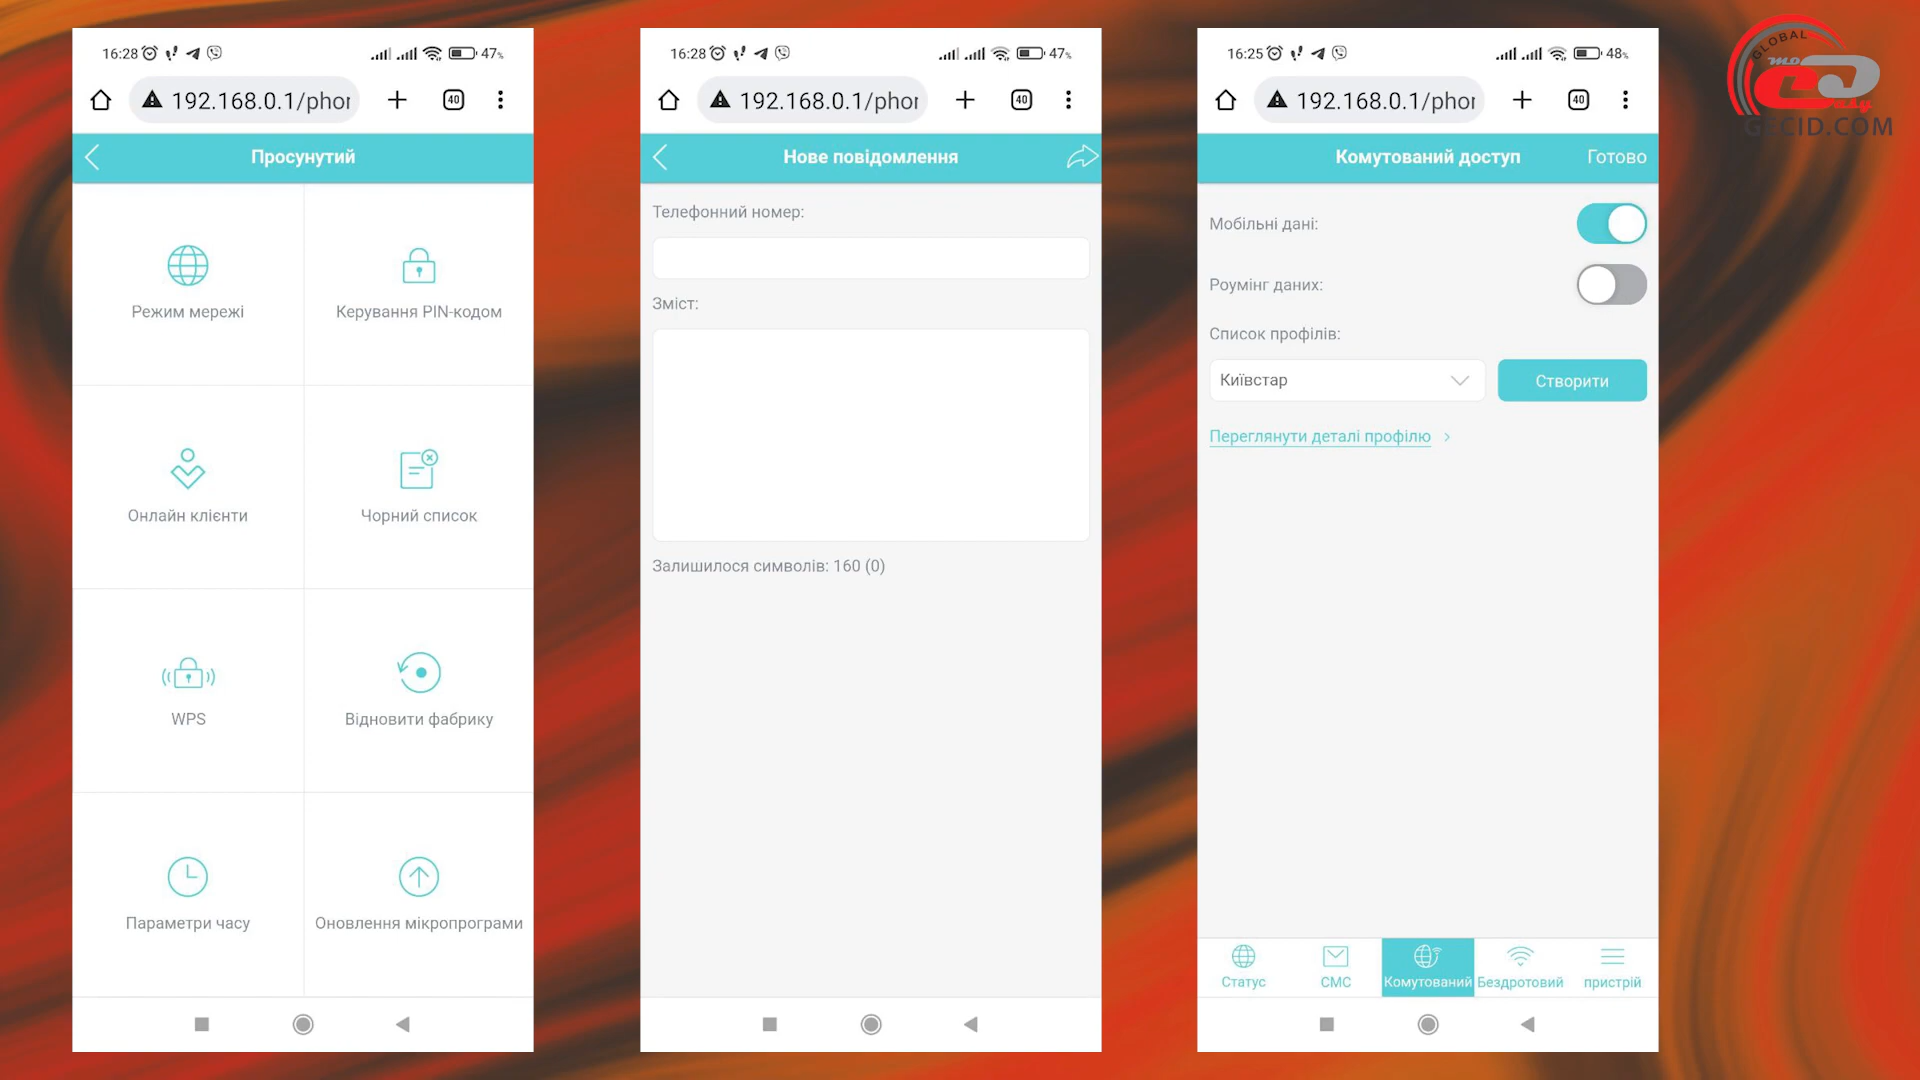 16:28
47%
192.168.0.1/phor
40
Просунутий
Режим мережі
Керування PIN-кодом
Онлайн клієнти
Чорний список
WPS
Відновити фабрику
Параметри часу
Оновлення мікропрограми
16:28
47%
192.168.0.1/phor
40
Нове повідомлення
Телефонний номер:
Зміст:
Залишилося символів: 160 (0)
16:25
48%
192.168.0.1/phor
40
Комутований доступ
Готово
Мобільні дані:
Роумінг даних:
Список профілів:
Київстар
Створити
Переглянути деталі профілю
Статус
СМС
Комутований
Бездротовий
пристрій
GLOBAL
GECID.COM